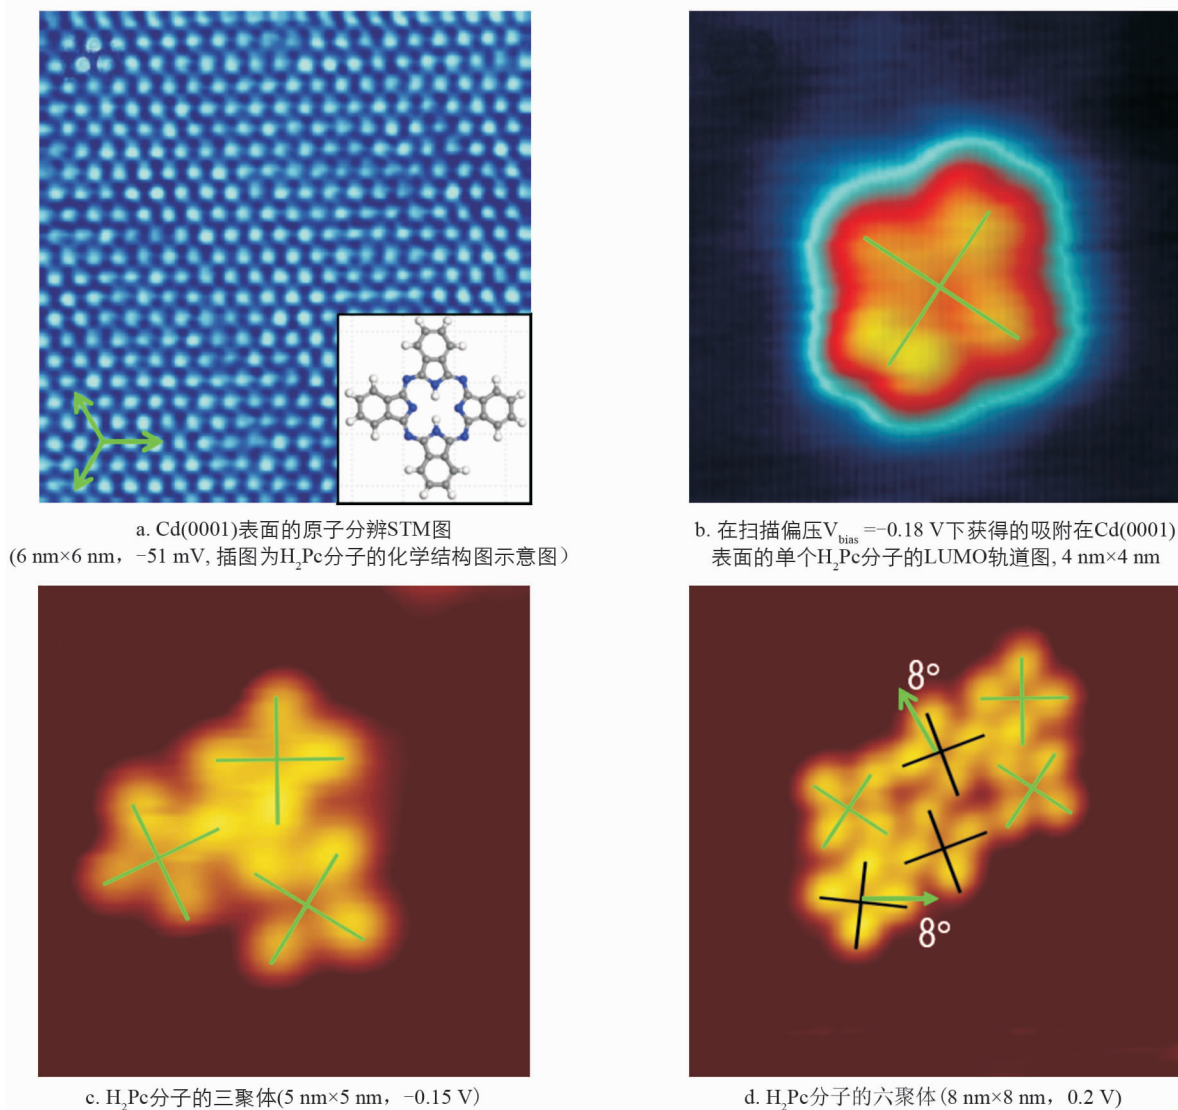 a. Cd(0001)表面的原子分辨STM图
(6 nm×6 nm，−51 mV, 插图为H₂Pc分子的化学结构图示意图）
b. 在扫描偏压V_bias =−0.18 V下获得的吸附在Cd(0001)
表面的单个H₂Pc分子的LUMO轨道图, 4 nm×4 nm
8°
8°
c. H₂Pc分子的三聚体(5 nm×5 nm，−0.15 V）
d. H₂Pc分子的六聚体(8 nm×8 nm，0.2 V)